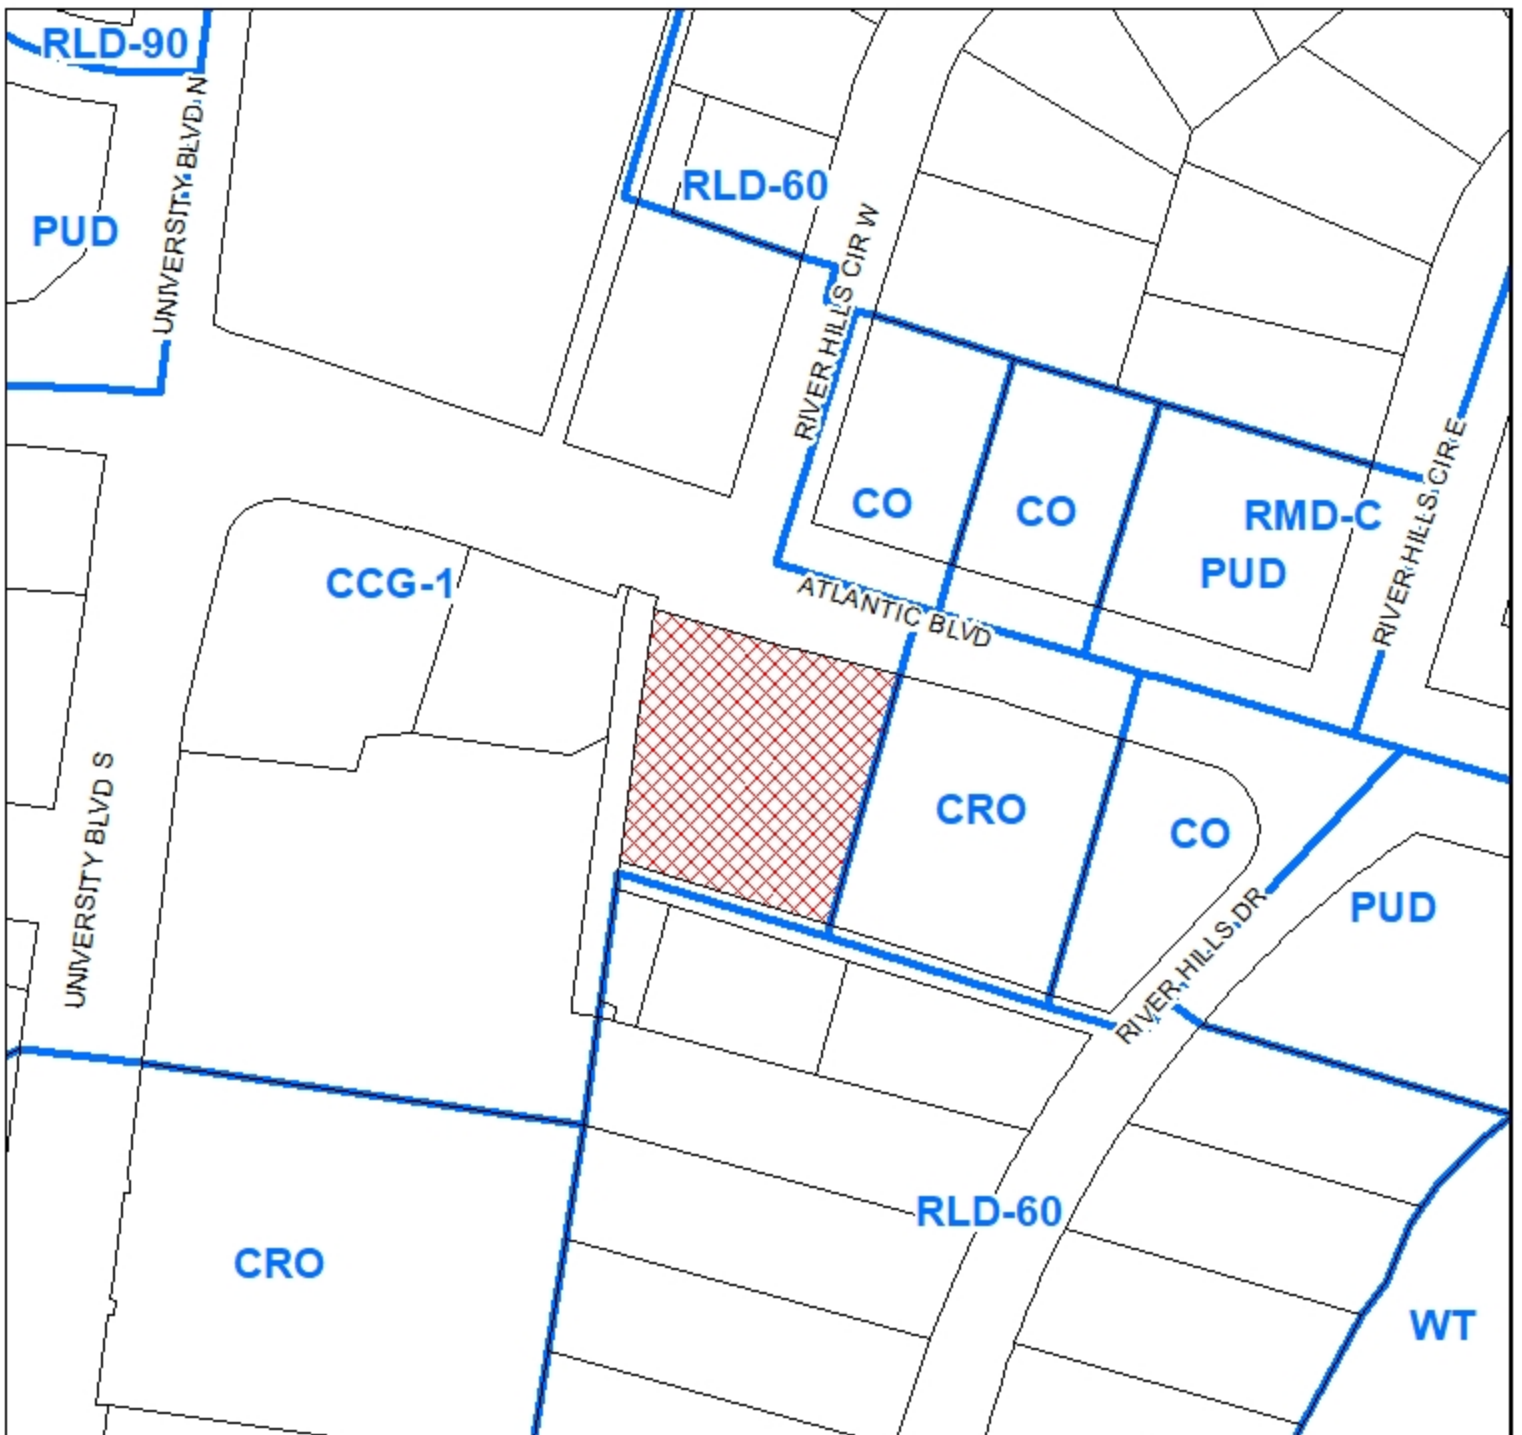 RLD-90
UNIVERSITY BLVD N
RLD-60
PUD
RIVER HILLS CIR W
CO
CO
RMD-C
PUD
RIVER HILLS CIR E
CCG-1
ATLANTIC BLVD
CRO
CO
UNIVERSITY BLVD S
PUD
RIVER HILLS DR
RLD-60
CRO
WT